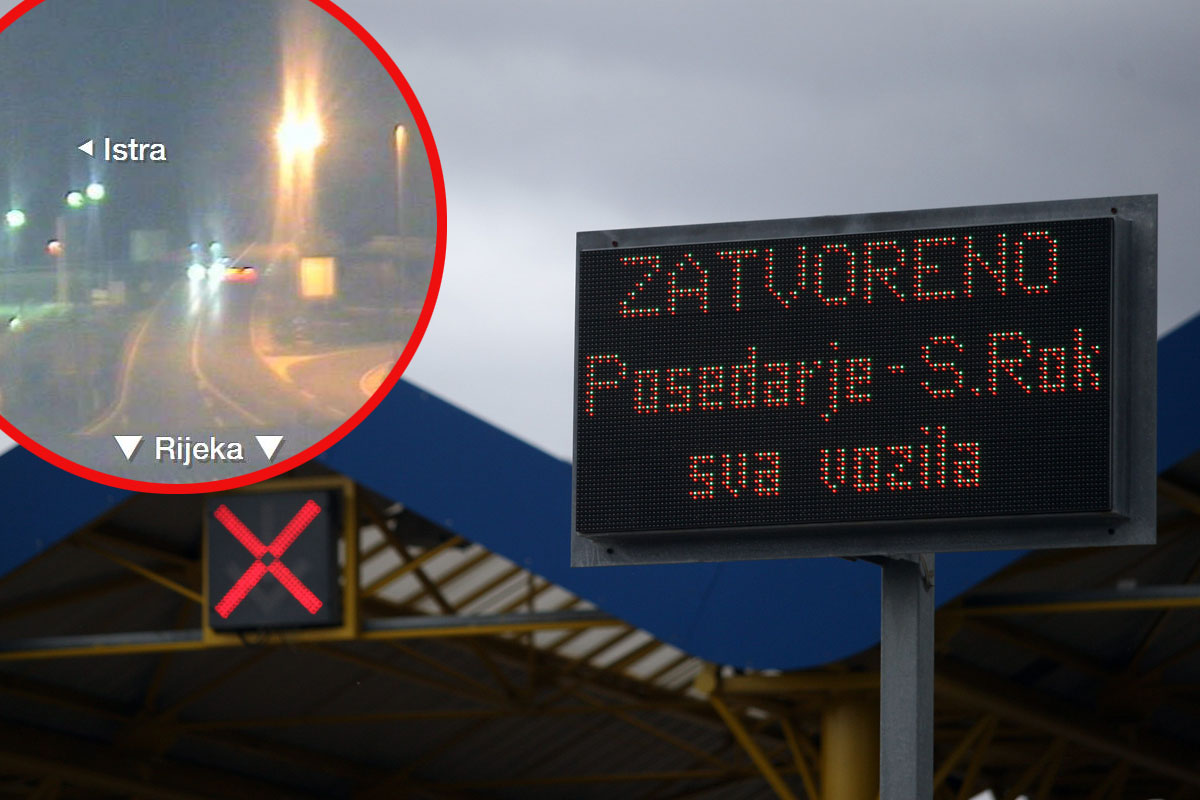 ◄ Istra
▼ Rijeka ▼
ZATVORENO
Posedarje - S.Rok
sva vozila